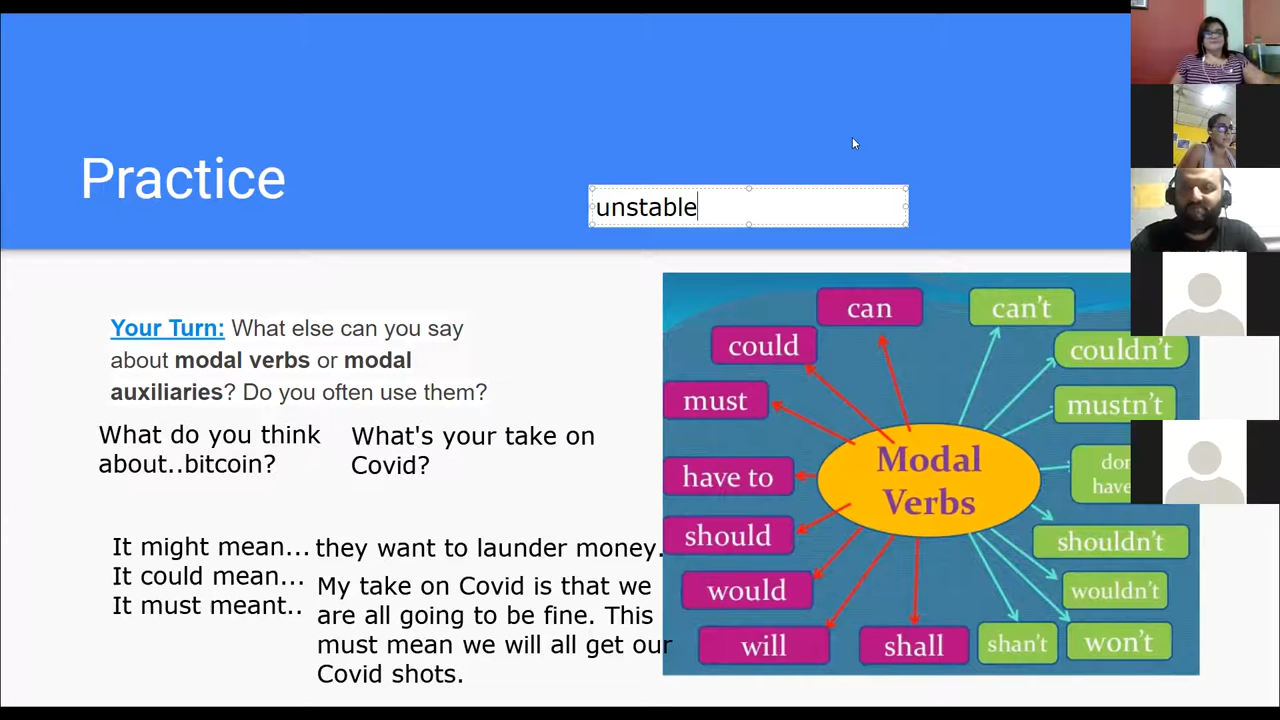 Practice
unstable
Your Turn: What else can you say
about modal verbs or modal
auxiliaries? Do you often use them?
What do you think
about..bitcoin?
What's your take on
Covid?
It might mean...
It could mean...
It must meant..
they want to launder money.
My take on Covid is that we
are all going to be fine. This
must mean we will all get our
Covid shots.
can
can't
could
couldn't
must
mustn't
Modal
Verbs
have to
have
should
shouldn't
would
wouldn't
will
shall
shan't
won't